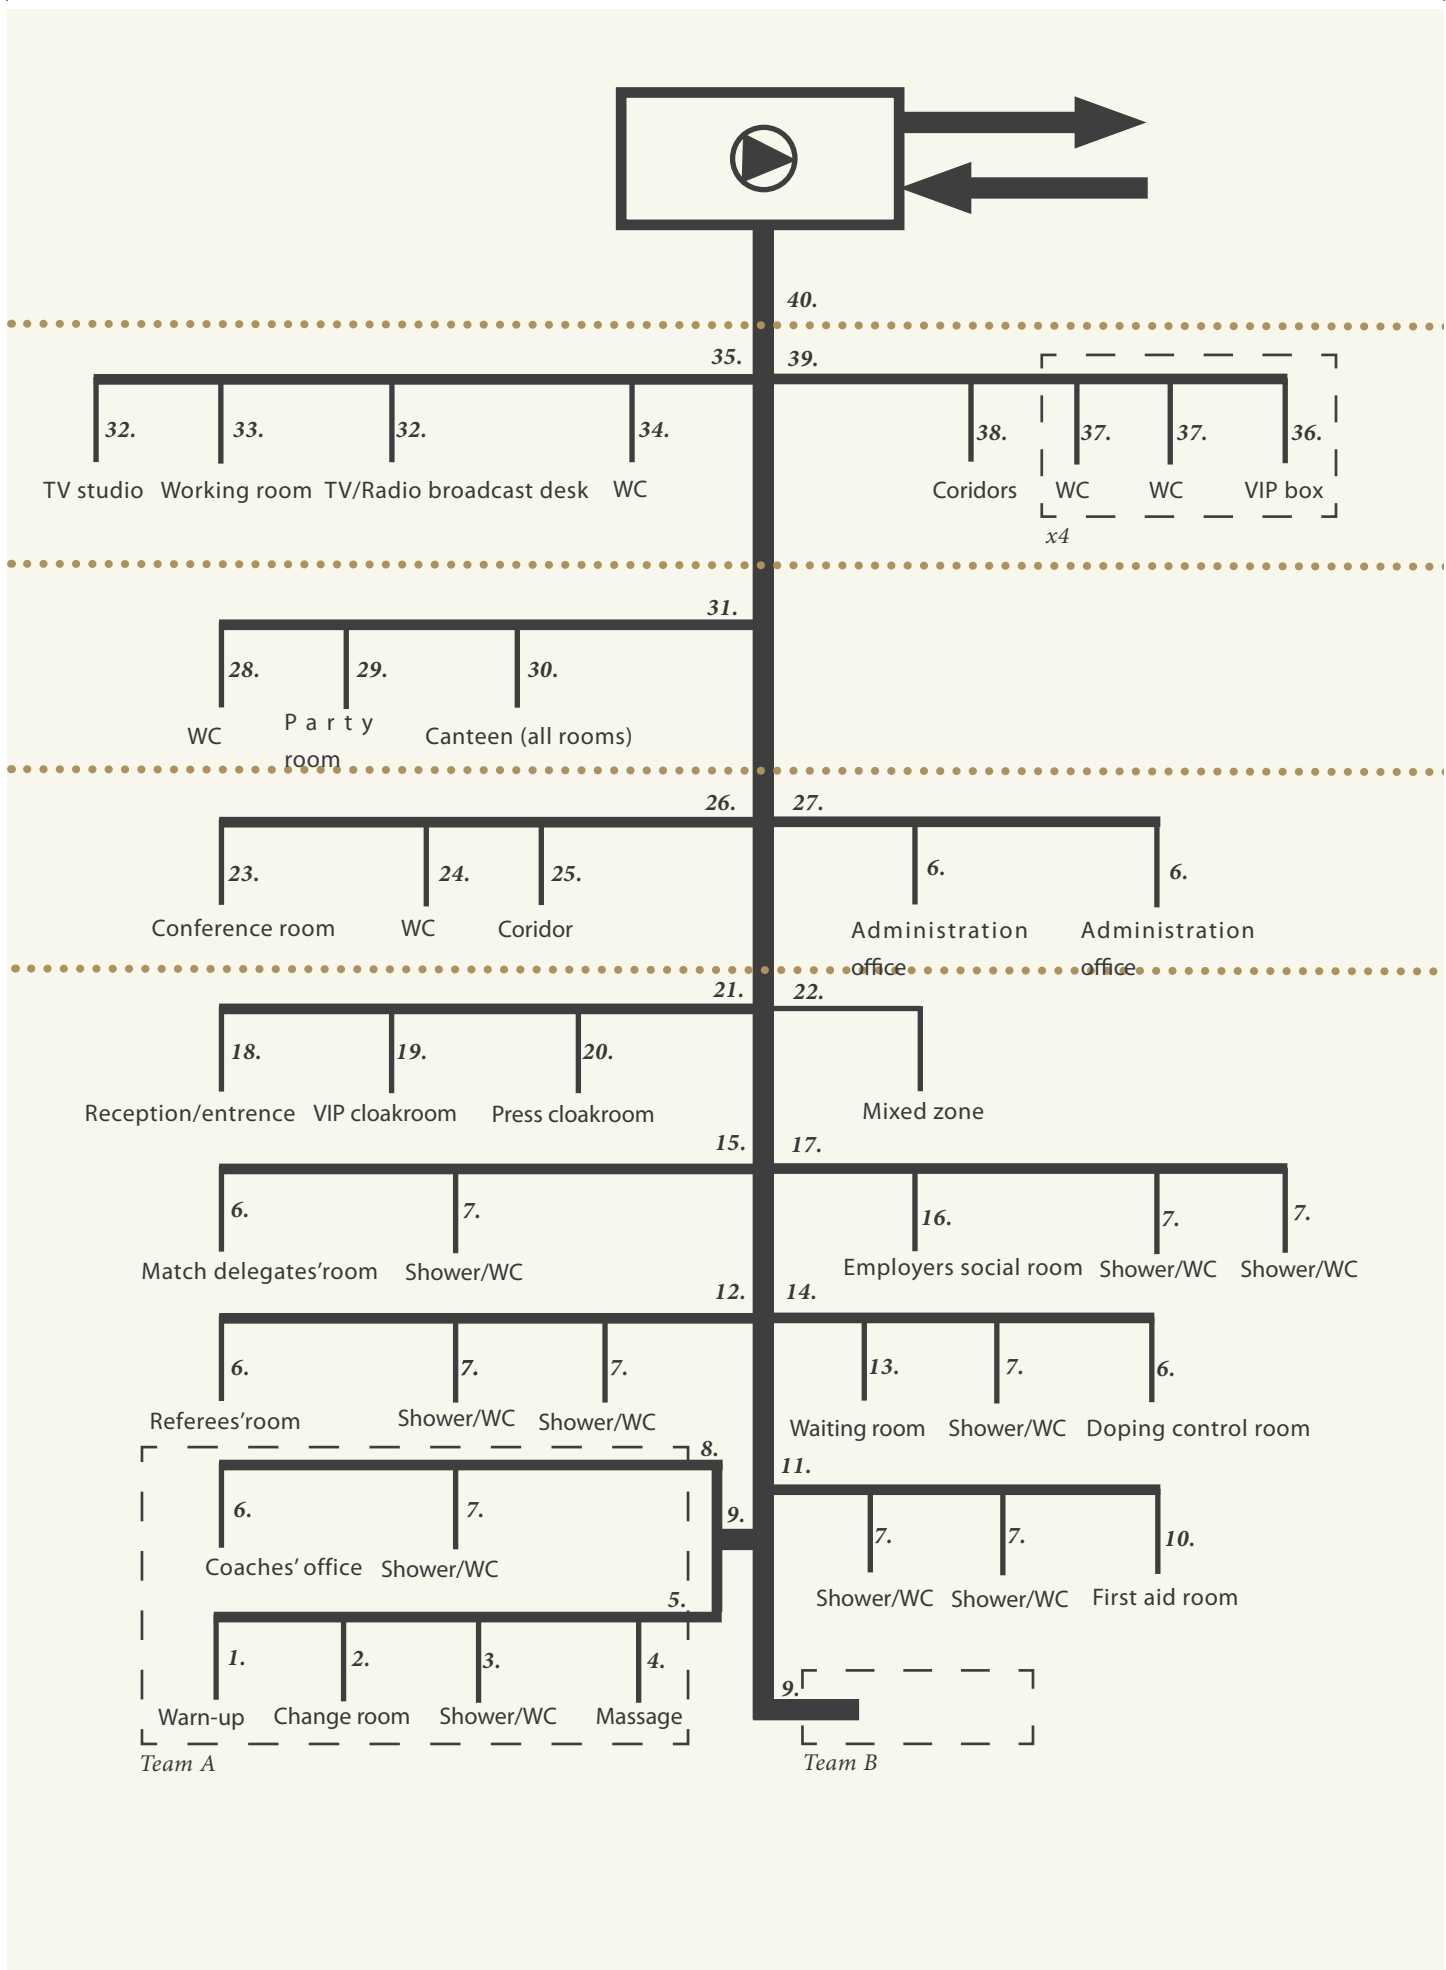 40.
35. 39.
32. 33. 32. 34. 38. 37. 37. 36.
TV studio Working room TV/Radio broadcast desk WC Coridors WC WC VIP box
x4
31.
28. 29. 30.
WC Party Canteen (all rooms)
room
26. 27.
23. 24. 25. 6. 6.
Conference room WC Coridor Administration Administration
office office
21. 22.
18. 19. 20.
Reception/entrence VIP cloakroom Press cloakroom Mixed zone
15. 17.
6. 7. 16. 7. 7.
Match delegates'room Shower/WC Employers social room Shower/WC Shower/WC
12. 14.
6. 7. 7. 13. 7. 6.
Referees'room Shower/WC Shower/WC Waiting room Shower/WC Doping control room
8. 11.
6. 7. 9. 7. 7. 10.
Coaches' office Shower/WC Shower/WC Shower/WC First aid room
5.
1. 2. 3. 4. 9.
Warn-up Change room Shower/WC Massage
Team A Team B